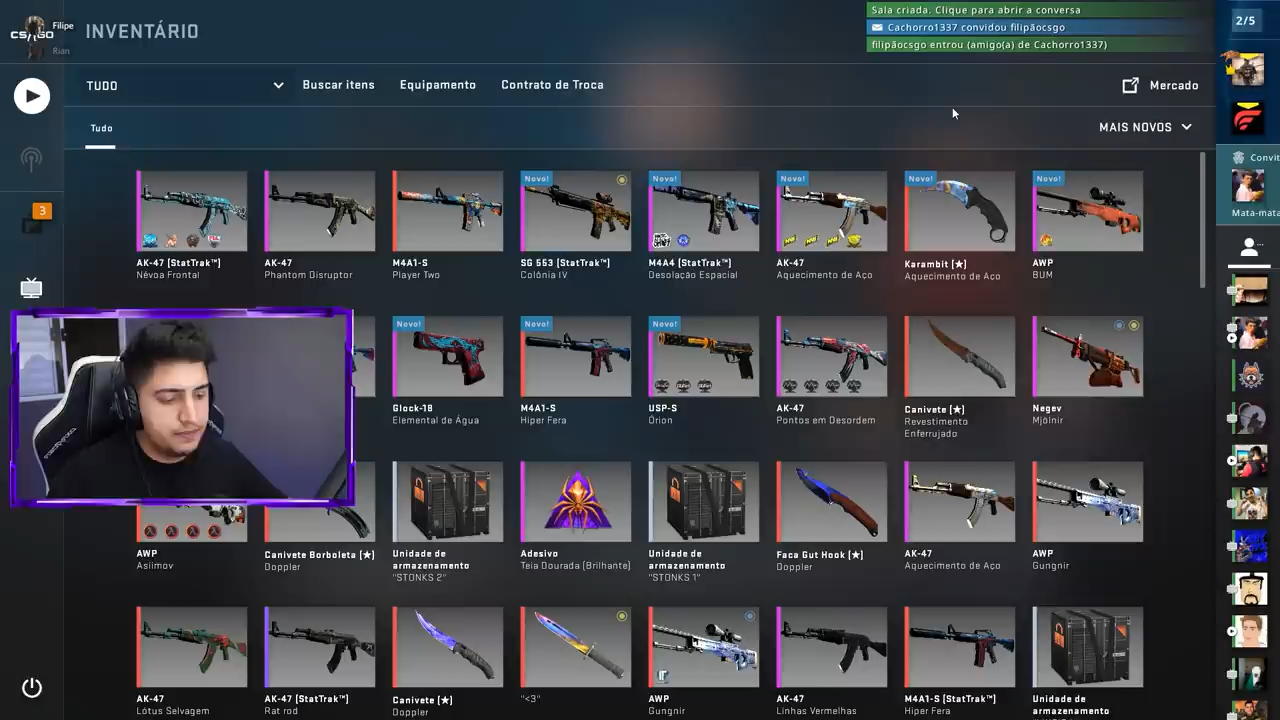 Sala criada. Clique para abrir a conversa
Cachorro1337 convidou filipãocsgo
filipãocsgo entrou (amigo(a) de Cachorro1337)
2/5
Filipe
CS:GO
Rian
INVENTÁRIO
TUDO
Buscar itens
Equipamento
Contrato de Troca
Mercado
Tudo
MAIS NOVOS
Convit
Mata-mata
3
Novo!
Novo!
Novo!
Novo!
Novo!
AK-47 (StatTrak™)
Névoa Frontal
AK-47
Phantom Disruptor
M4A1-S
Player Two
SG 553 (StatTrak™)
Colônia IV
M4A4 (StatTrak™)
Desolação Espacial
AK-47
Aquecimento de Aço
Karambit (★)
Aquecimento de Aço
AWP
BUM
Novo!
Novo!
Novo!
Glock-18
Elemental de Água
M4A1-S
Hiper Fera
USP-S
Órion
AK-47
Pontos em Desordem
Canivete (★)
Revestimento
Enferrujado
Negev
Mjölnir
AWP
Asiimov
Canivete Borboleta (★)
Doppler
Unidade de
armazenamento
"STONKS 2"
Adesivo
Teia Dourada (Brilhante)
Unidade de
armazenamento
"STONKS 1"
Faca Gut Hook (★)
Doppler
AK-47
Aquecimento de Aço
AWP
Gungnir
AK-47
Lótus Selvagem
AK-47 (StatTrak™)
Rat rod
Canivete (★)
Doppler
"<3"
AWP
Gungnir
AK-47
Linhas Vermelhas
M4A1-S (StatTrak™)
Hiper Fera
Unidade de
armazenamento